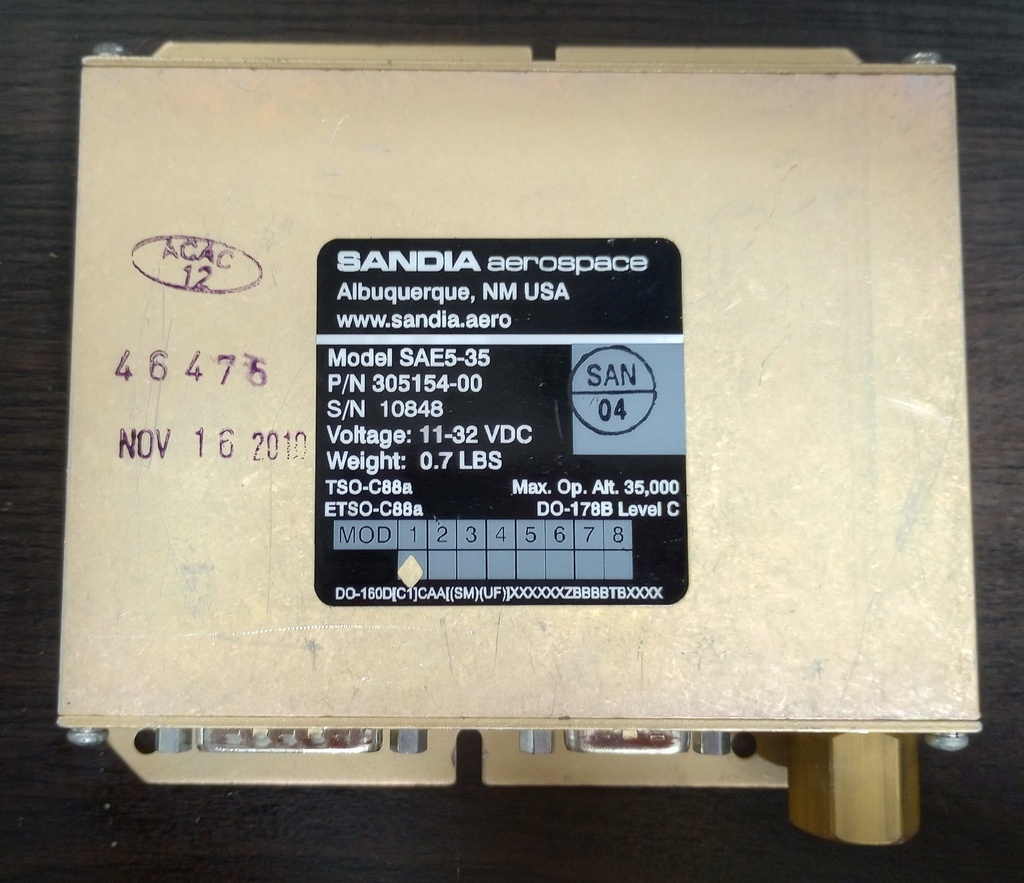 ACAC
12
46476
NOV 16 2010
SANDIA aerospace
Albuquerque, NM USA
www.sandia.aero
Model SAE5-35
P/N 305154-00
S/N 10848
SAN
04
Voltage: 11-32 VDC
Weight: 0.7 LBS
TSO-C88a Max. Op. Alt. 35,000
ETSO-C88a DO-178B Level C
MOD 1 2 3 4 5 6 7 8
DO-160D[C1]CAA[(SM)(UF)]XXXXXXZBBBBTBXXXX